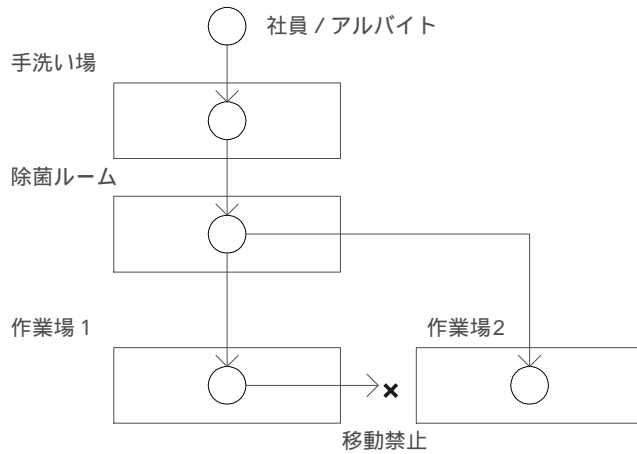 社員 / アルバイト
手洗い場
除菌ルーム
作業場 1
作業場2
移動禁止